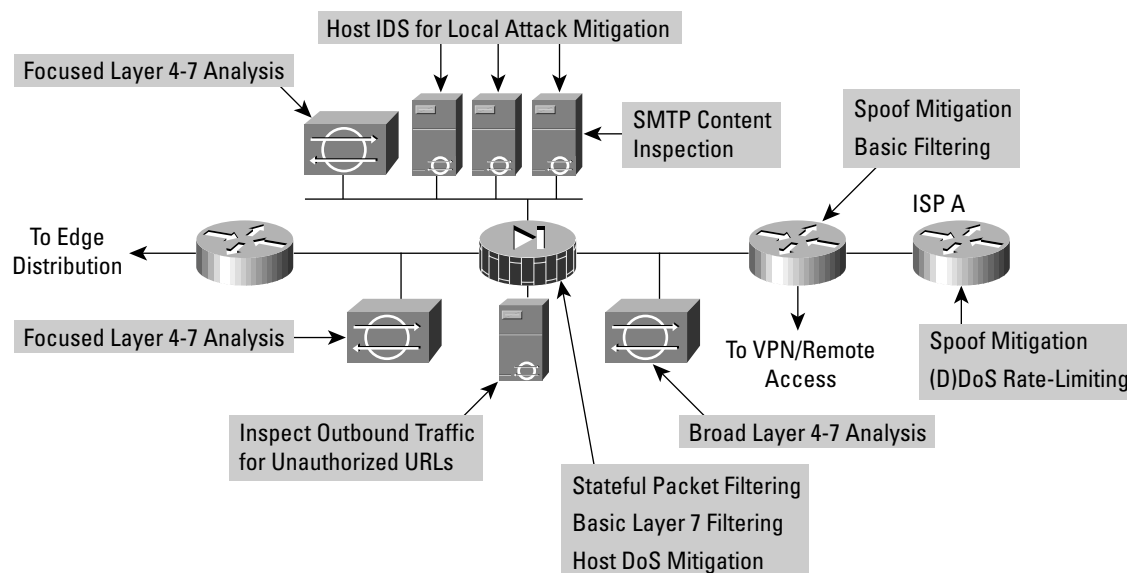 Host IDS for Local Attack Mitigation
Focused Layer 4-7 Analysis
SMTP Content
Inspection
Spoof Mitigation
Basic Filtering
ISP A
To Edge
Distribution
Focused Layer 4-7 Analysis
To VPN/Remote
Access
Spoof Mitigation
(D)DoS Rate-Limiting
Inspect Outbound Traffic
for Unauthorized URLs
Broad Layer 4-7 Analysis
Stateful Packet Filtering
Basic Layer 7 Filtering
Host DoS Mitigation